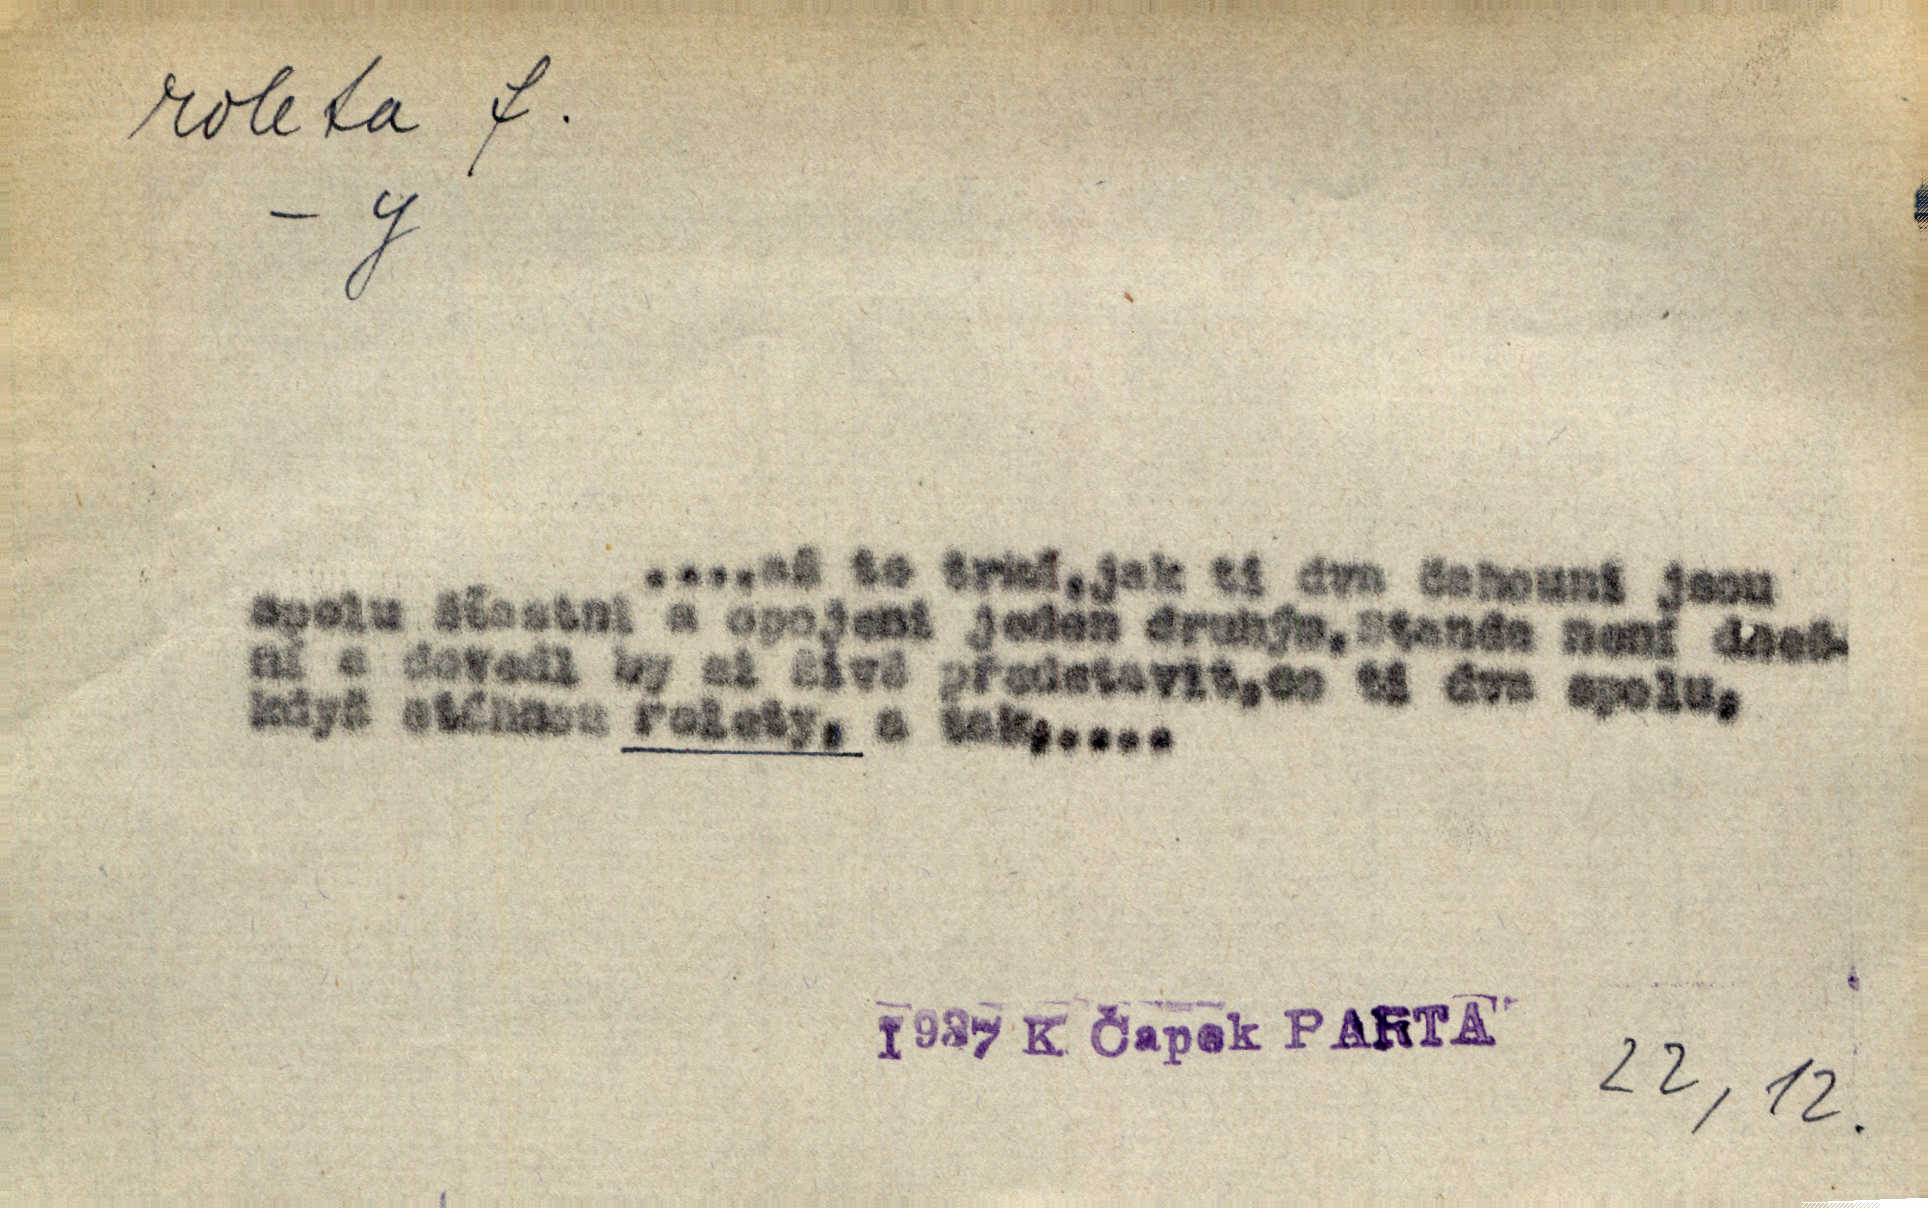 roleta f.
- y
....až to trkí,jak ti dva čahouni jsou
spolu šťastni a opojeni jeden druhým.Standa není dneš-
ní a dovedl by si živě představit,co ti dva spolu,
když stáhnou rolety, a tak;....
1937 K Čapek PARTA
22, 12.